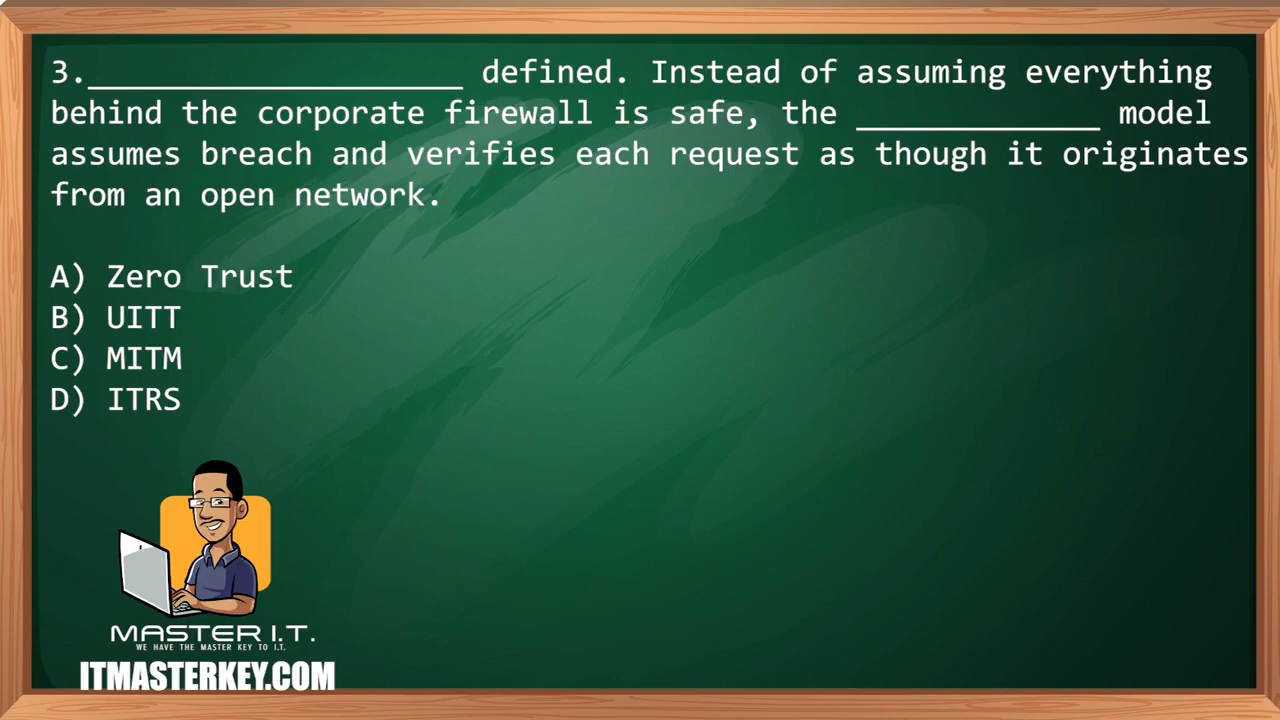 3.____________________ defined. Instead of assuming everything
behind the corporate firewall is safe, the _____________ model
assumes breach and verifies each request as though it originates
from an open network.
A) Zero Trust
B) UITT
C) MITM
D) ITRS
MASTER I.T.
WE HAVE THE MASTER KEY TO I.T.
ITMASTERKEY.COM